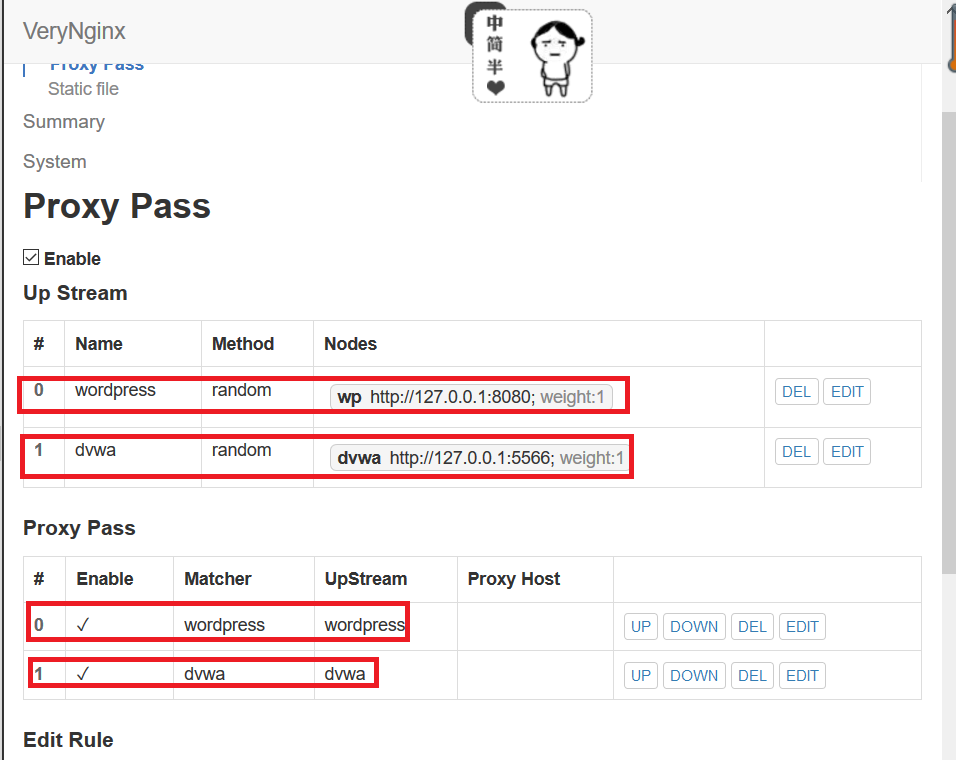 VeryNginx
中
简
半
Proxy Pass
Static file
Summary
System
Proxy Pass
Enable
Up Stream
# Name Method Nodes
0 wordpress random wp http://127.0.0.1:8080; weight:1 DEL EDIT
1 dvwa random dvwa http://127.0.0.1:5566; weight:1 DEL EDIT
Proxy Pass
# Enable Matcher UpStream Proxy Host
0 ✓ wordpress wordpress UP DOWN DEL EDIT
1 ✓ dvwa dvwa UP DOWN DEL EDIT
Edit Rule